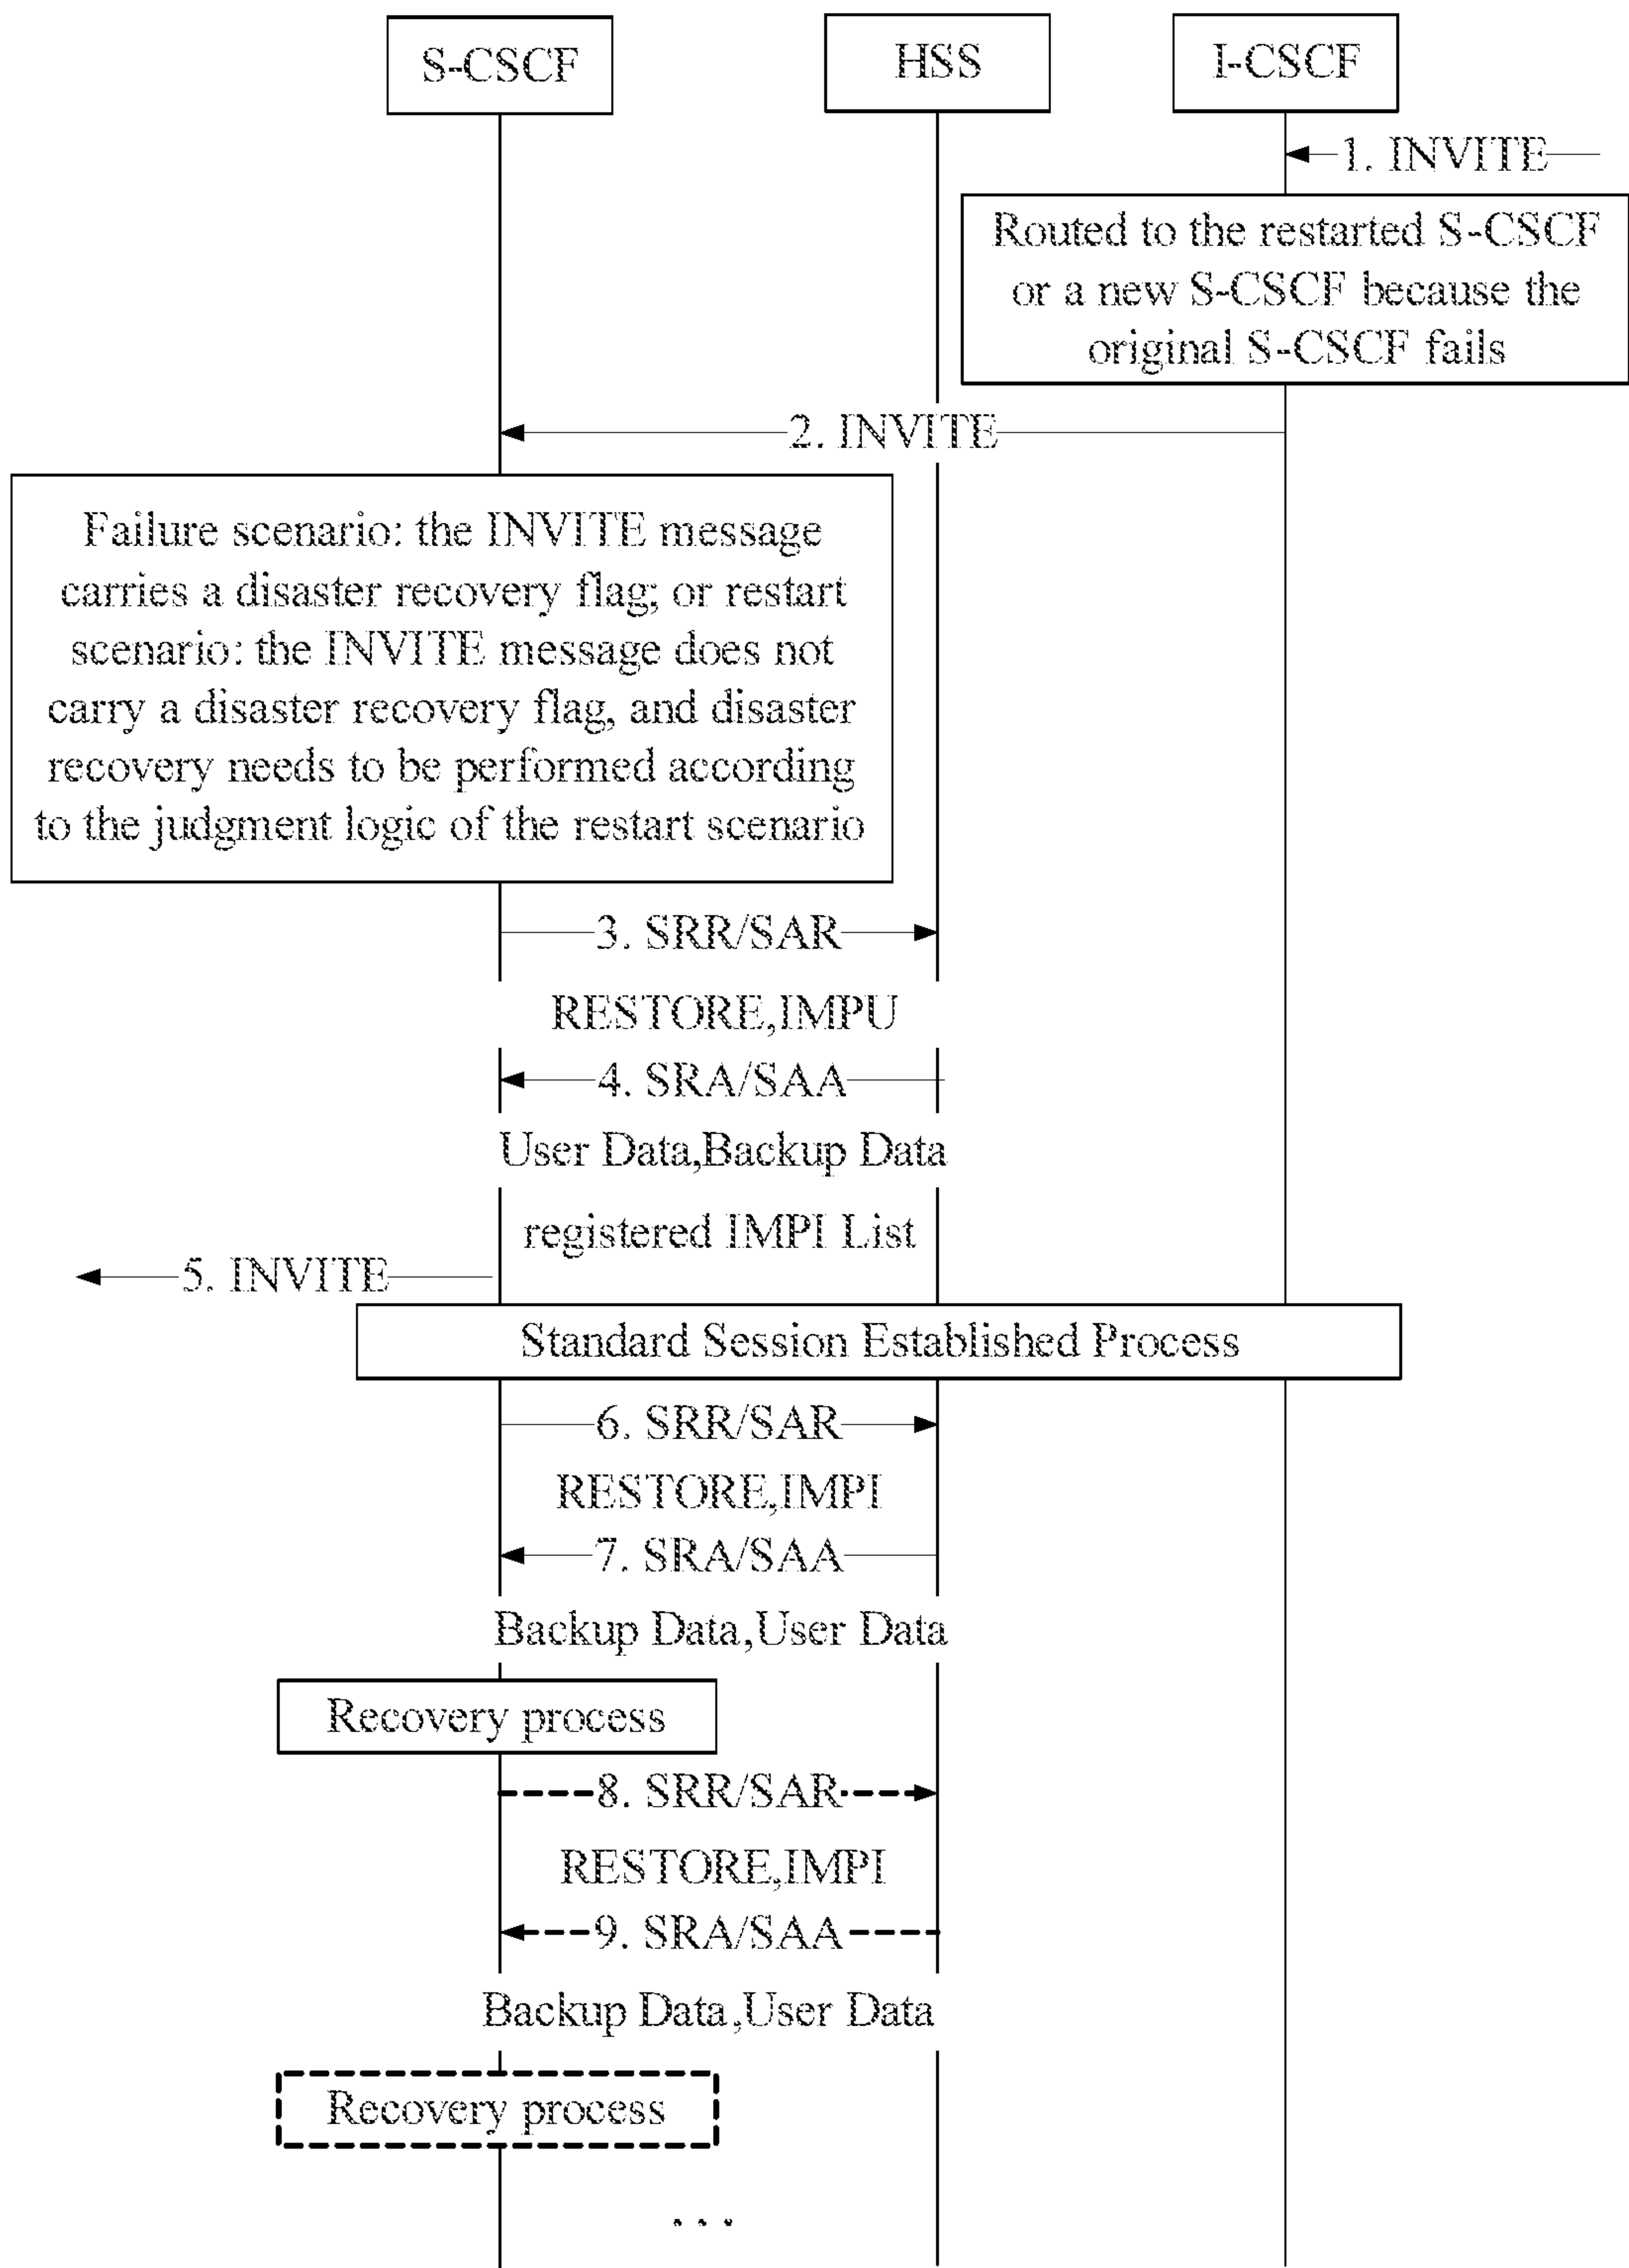 S-CSCF
HSS
I-CSCF
1. INVITE
Routed to the restarted S-CSCF
or a new S-CSCF because the
original S-CSCF fails
2. INVITE
Failure scenario: the INVITE message
carries a disaster recovery flag; or restart
scenario: the INVITE message does not
carry a disaster recovery flag, and disaster
recovery needs to be performed according
to the judgment logic of the restart scenario
3. SRR/SAR
RESTORE,IMPU
4. SRA/SAA
User Data,Backup Data
registered IMPI List
5. INVITE
Standard Session Established Process
6. SRR/SAR
RESTORE,IMPI
7. SRA/SAA
Backup Data,User Data
Recovery process
8. SRR/SAR
RESTORE,IMPI
9. SRA/SAA
Backup Data,User Data
Recovery process
...